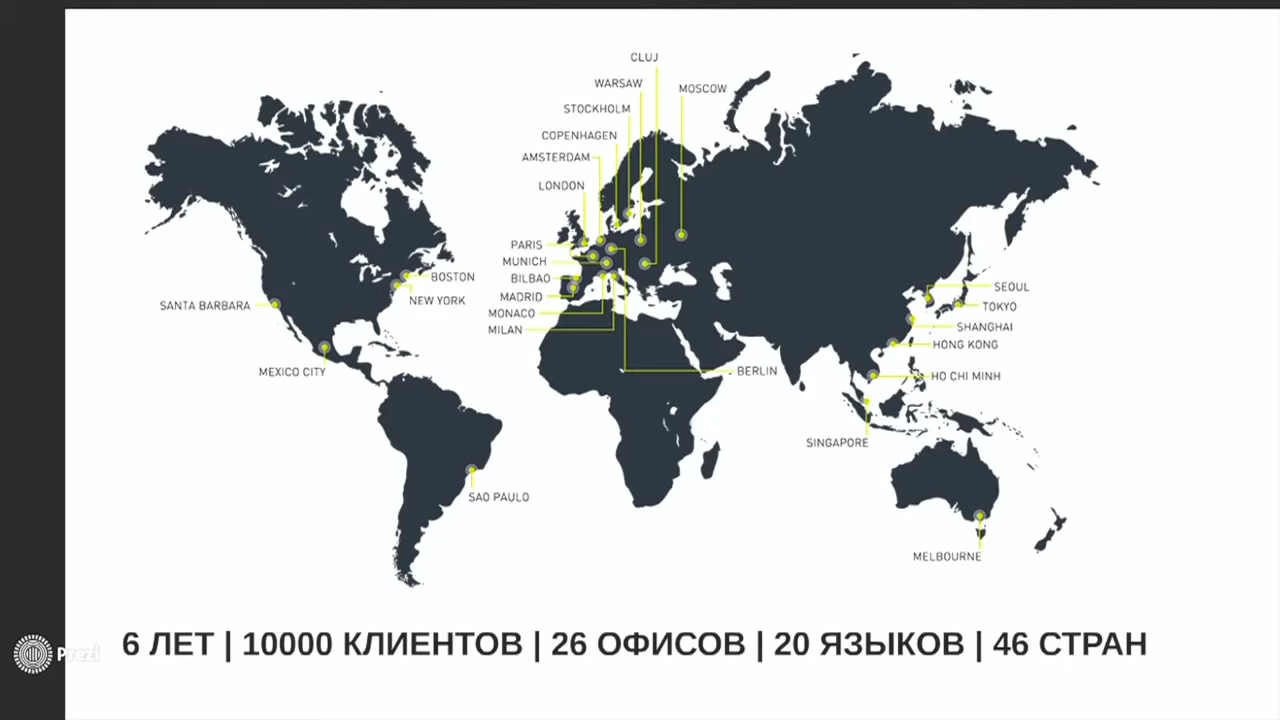 CLUJ
WARSAW
MOSCOW
STOCKHOLM
COPENHAGEN
AMSTERDAM
LONDON
PARIS
MUNICH
BILBAO
MADRID
MONACO
MILAN
BERLIN
BOSTON
NEW YORK
SANTA BARBARA
MEXICO CITY
SAO PAULO
SEOUL
TOKYO
SHANGHAI
HONG KONG
HO CHI MINH
SINGAPORE
MELBOURNE
Prezi
6 ЛЕТ | 10000 КЛИЕНТОВ | 26 ОФИСОВ | 20 ЯЗЫКОВ | 46 СТРАН